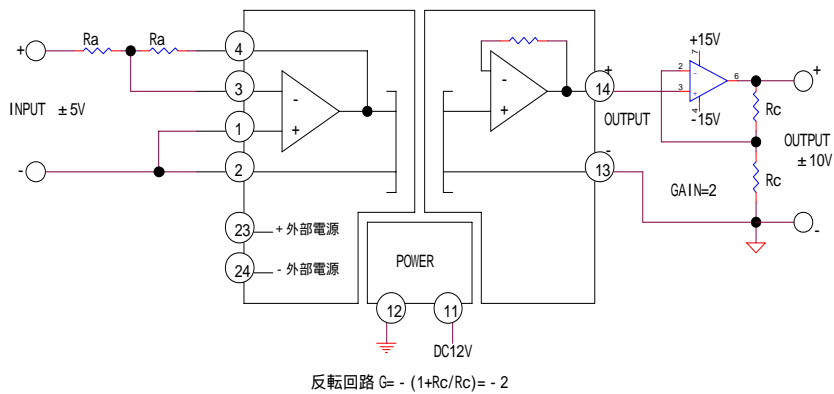 Ra
Ra
+
4
3
1
2
-
INPUT ±5V
-
+
23
+ 外部電源
24
- 外部電源
POWER
12
11
DC12V
-
+
+
14
OUTPUT
-
13
+15V
7
2
-
3
+
6
4
-15V
GAIN=2
Rc
Rc
+
OUTPUT
±10V
-
反転回路 G= - (1+Rc/Rc)= - 2